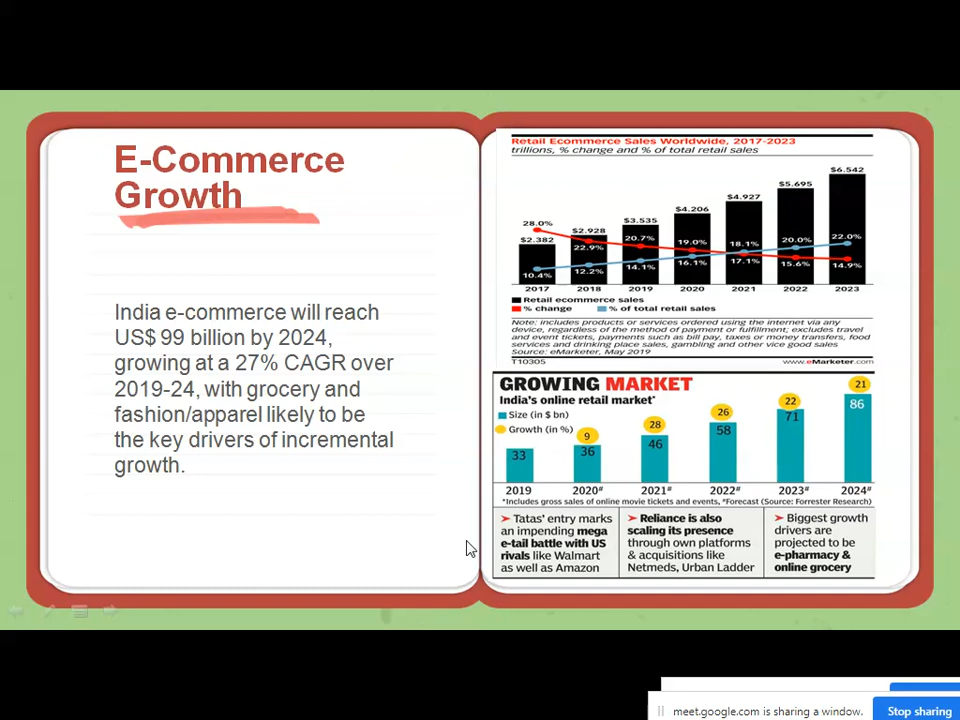 E-Commerce
Growth
India e-commerce will reach
US$ 99 billion by 2024,
growing at a 27% CAGR over
2019-24, with grocery and
fashion/apparel likely to be
the key drivers of incremental
growth.
Retail Ecommerce Sales Worldwide, 2017-2023
trillions, % change and % of total retail sales
$6.542
$5.695
$4.927
$4.206
$3.535
$2.928
$2.382
28.0%
22.9%
20.7%
19.0%
18.1%
20.0%
22.0%
10.4%
12.2%
14.1%
16.1%
17.1%
15.6%
14.9%
2017 2018 2019 2020 2021 2022 2023
Retail ecommerce sales
% change % of total retail sales
Note: includes products or services ordered using the internet via any
device, regardless of the method of payment or fulfillment; excludes travel
and event tickets, payments such as bill pay, taxes or money transfers, food
services and drinking place sales, gambling and other vice good sales
Source: eMarketer, May 2019
T10305 www.eMarketer.com
GROWING MARKET
India's online retail market*
Size (in $ bn)
Growth (in %)
9 28 26 22 21
33 36 46 58 71 86
2019 2020# 2021# 2022# 2023# 2024#
*Includes gross sales of online movie tickets and events, #Forecast (Source: Forrester Research)
Tatas' entry marks
an impending mega
e-tail battle with US
rivals like Walmart
as well as Amazon
Reliance is also
scaling its presence
through own platforms
& acquisitions like
Netmeds, Urban Ladder
Biggest growth
drivers are
projected to be
e-pharmacy &
online grocery
meet.google.com is sharing a window.
Stop sharing